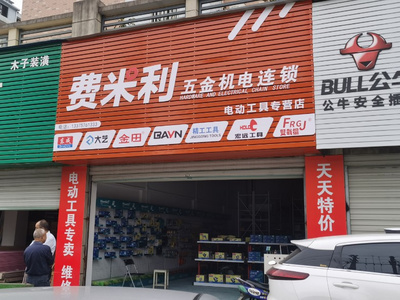 木子装潢
费米利 五金机电连锁
HARDWARE AND ELECTRICAL CHAIN STORE
电动工具专营店
大艺
金田
BAVN
精工工具
宏远工具
FRGJ
BULL公牛
公牛安全插
电动工具专卖 维修
天天特价